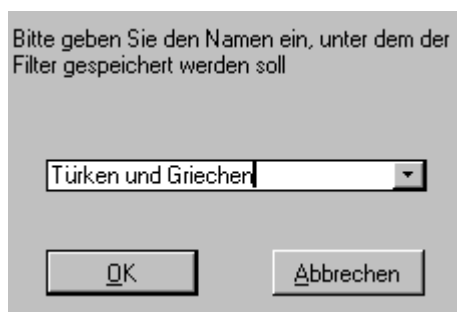 Bitte geben Sie den Namen ein, unter dem der
Filter gespeichert werden soll
Türken und Griechen
OK
Abbrechen